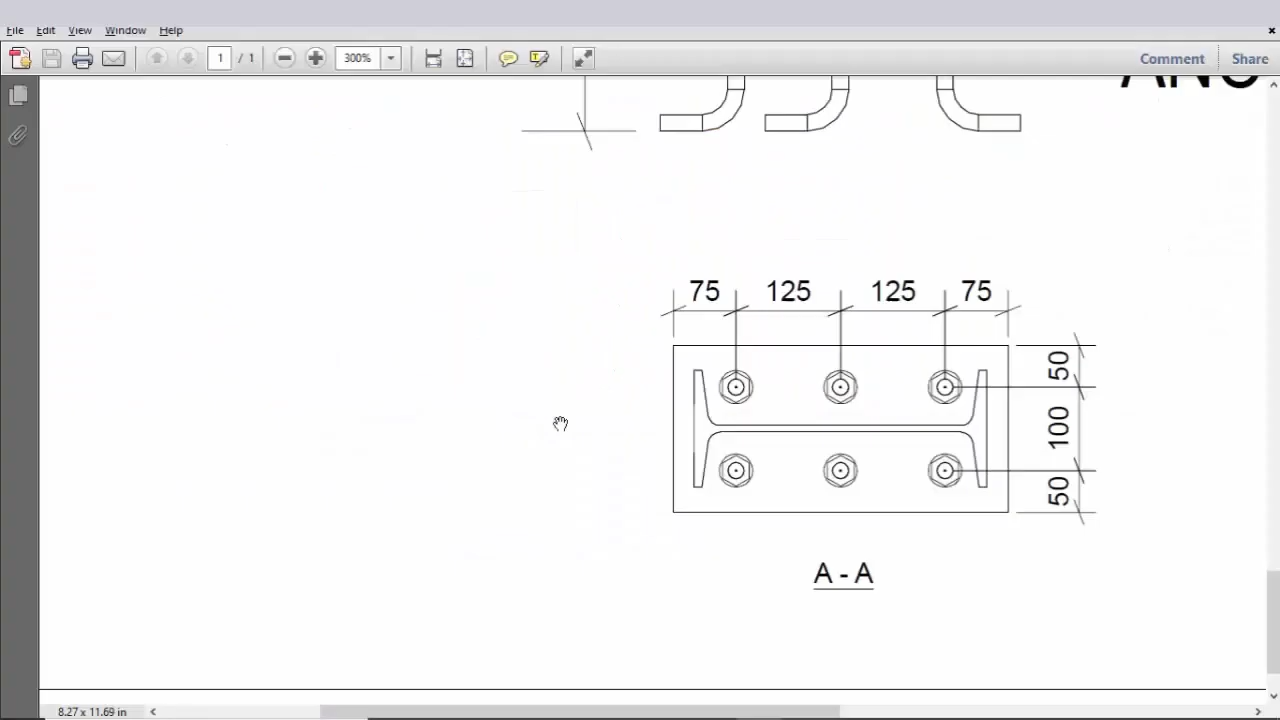 File Edit View Window Help
1 / 1 300% Comment Share
75 125 125 75
50
100
50
A - A
8.27 x 11.69 in